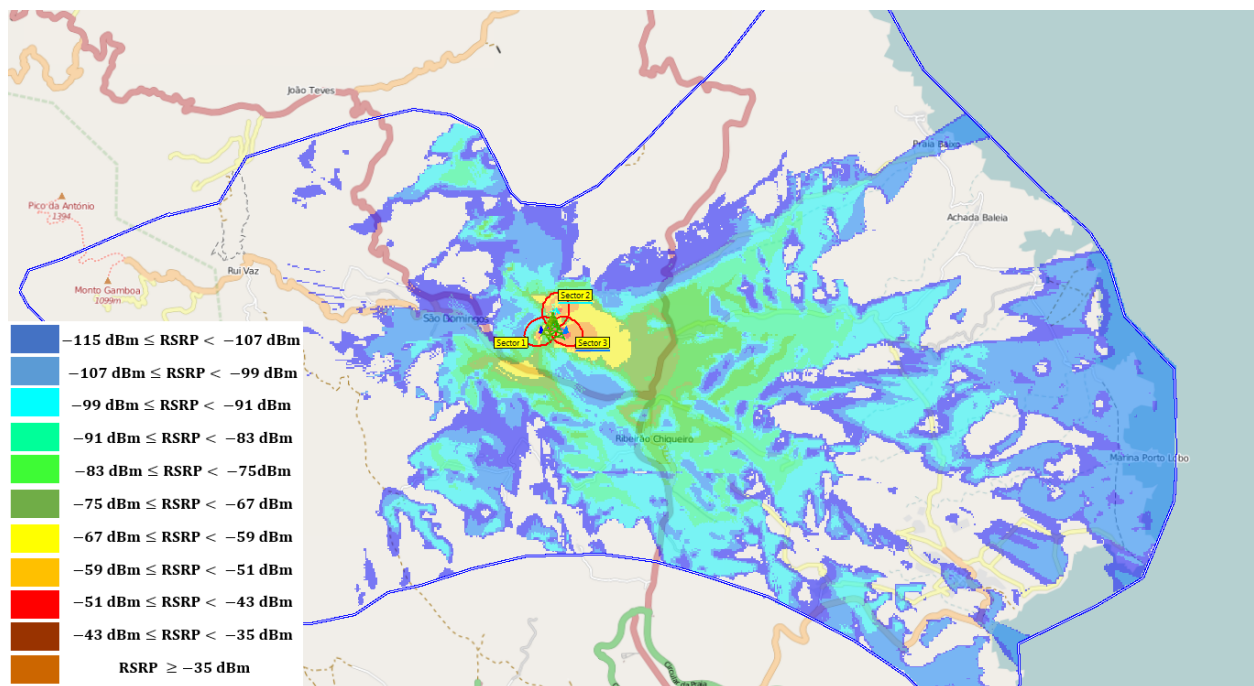 João Teves
Praia Baixo
Pico da António
1394
Achada Baleia
Rui Vaz
Monto Gamboa
1099m
Sector 2
São Domingos
Sector 1
Sector 3
−115 dBm ≤ RSRP < −107 dBm
−107 dBm ≤ RSRP < −99 dBm
−99 dBm ≤ RSRP < −91 dBm
−91 dBm ≤ RSRP < −83 dBm
−83 dBm ≤ RSRP < −75dBm
−75 dBm ≤ RSRP < −67 dBm
−67 dBm ≤ RSRP < −59 dBm
−59 dBm ≤ RSRP < −51 dBm
−51 dBm ≤ RSRP < −43 dBm
−43 dBm ≤ RSRP < −35 dBm
RSRP ≥ −35 dBm
Ribeirão Chiqueiro
Marina Porto Lobo
Circular da Praia